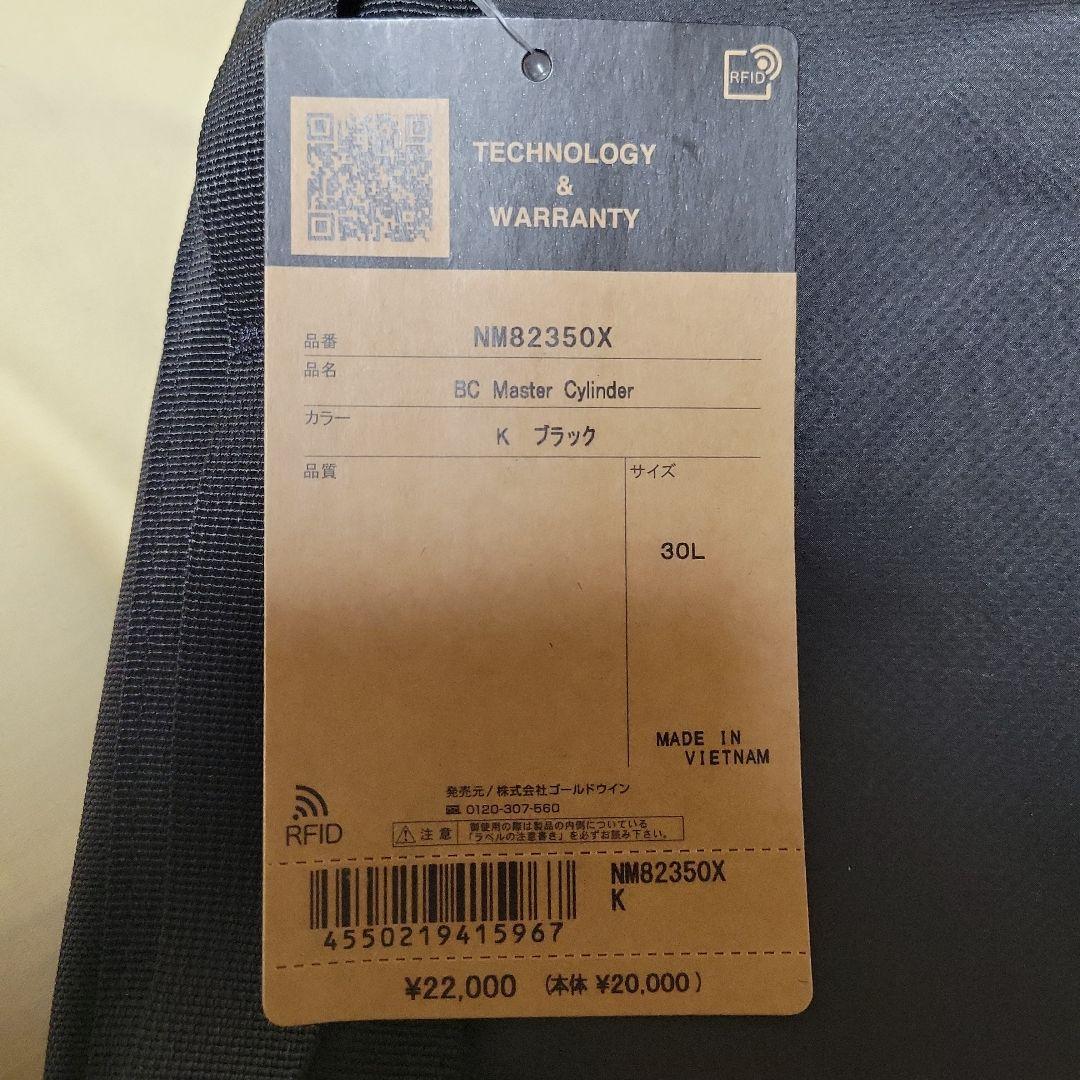 RFID
TECHNOLOGY
&
WARRANTY
品番 NM82350X
品名
BC Master Cylinder
カラー
K ブラック
品質
サイズ
30L
MADE IN
VIETNAM
発売元/株式会社ゴールドウイン
0120-307-560
RFID
注意
御使用の際は製品の内側についている
「ラベルの注意書き」を必ずお読み下さい。
NM82350X
K
4550219415967
¥22,000 (本体 ¥20,000)